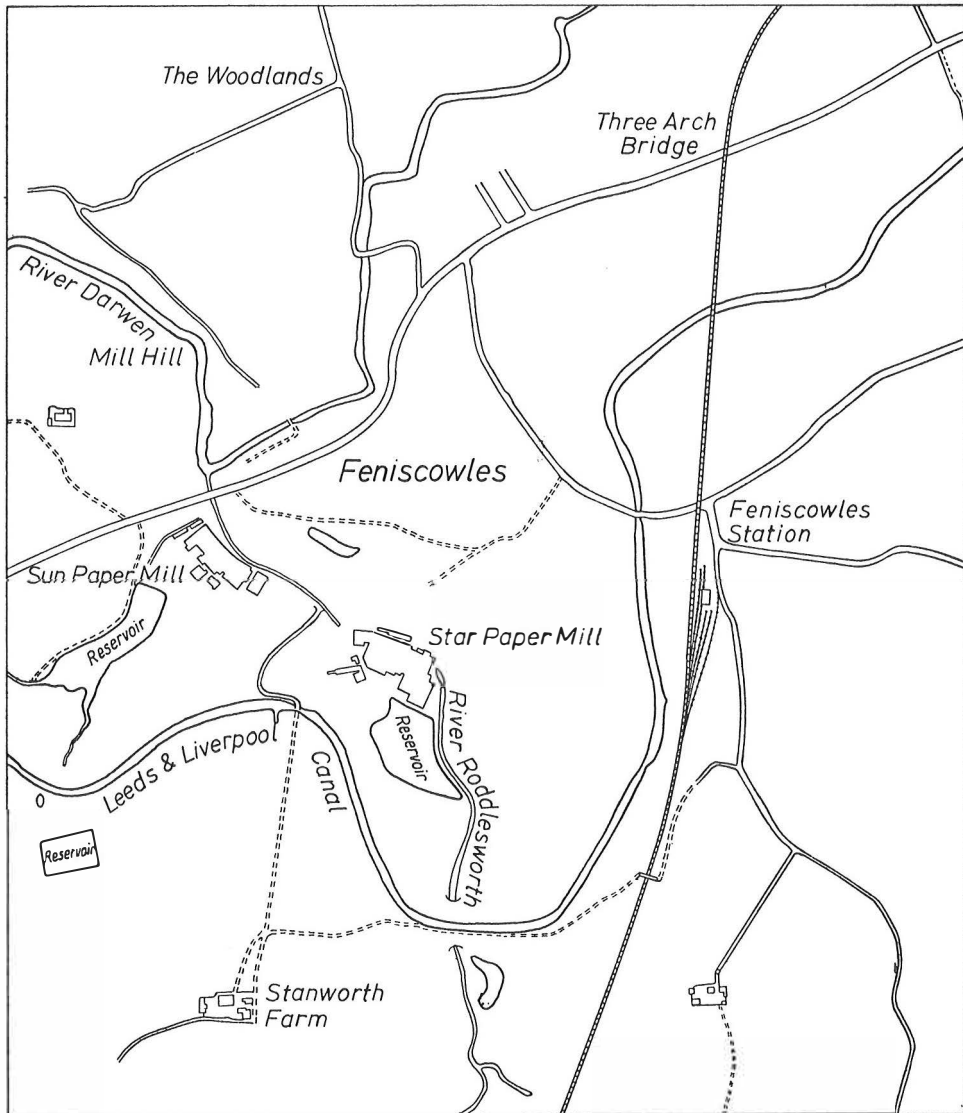 The Woodlands
Three Arch
Bridge
River Darwen
Mill Hill
Feniscowles
Feniscowles
Station
Sun Paper Mill
Reservoir
Star Paper Mill
Reservoir
River Roddlesworth
Leeds & Liverpool
Canal
Reservoir
Stanworth
Farm